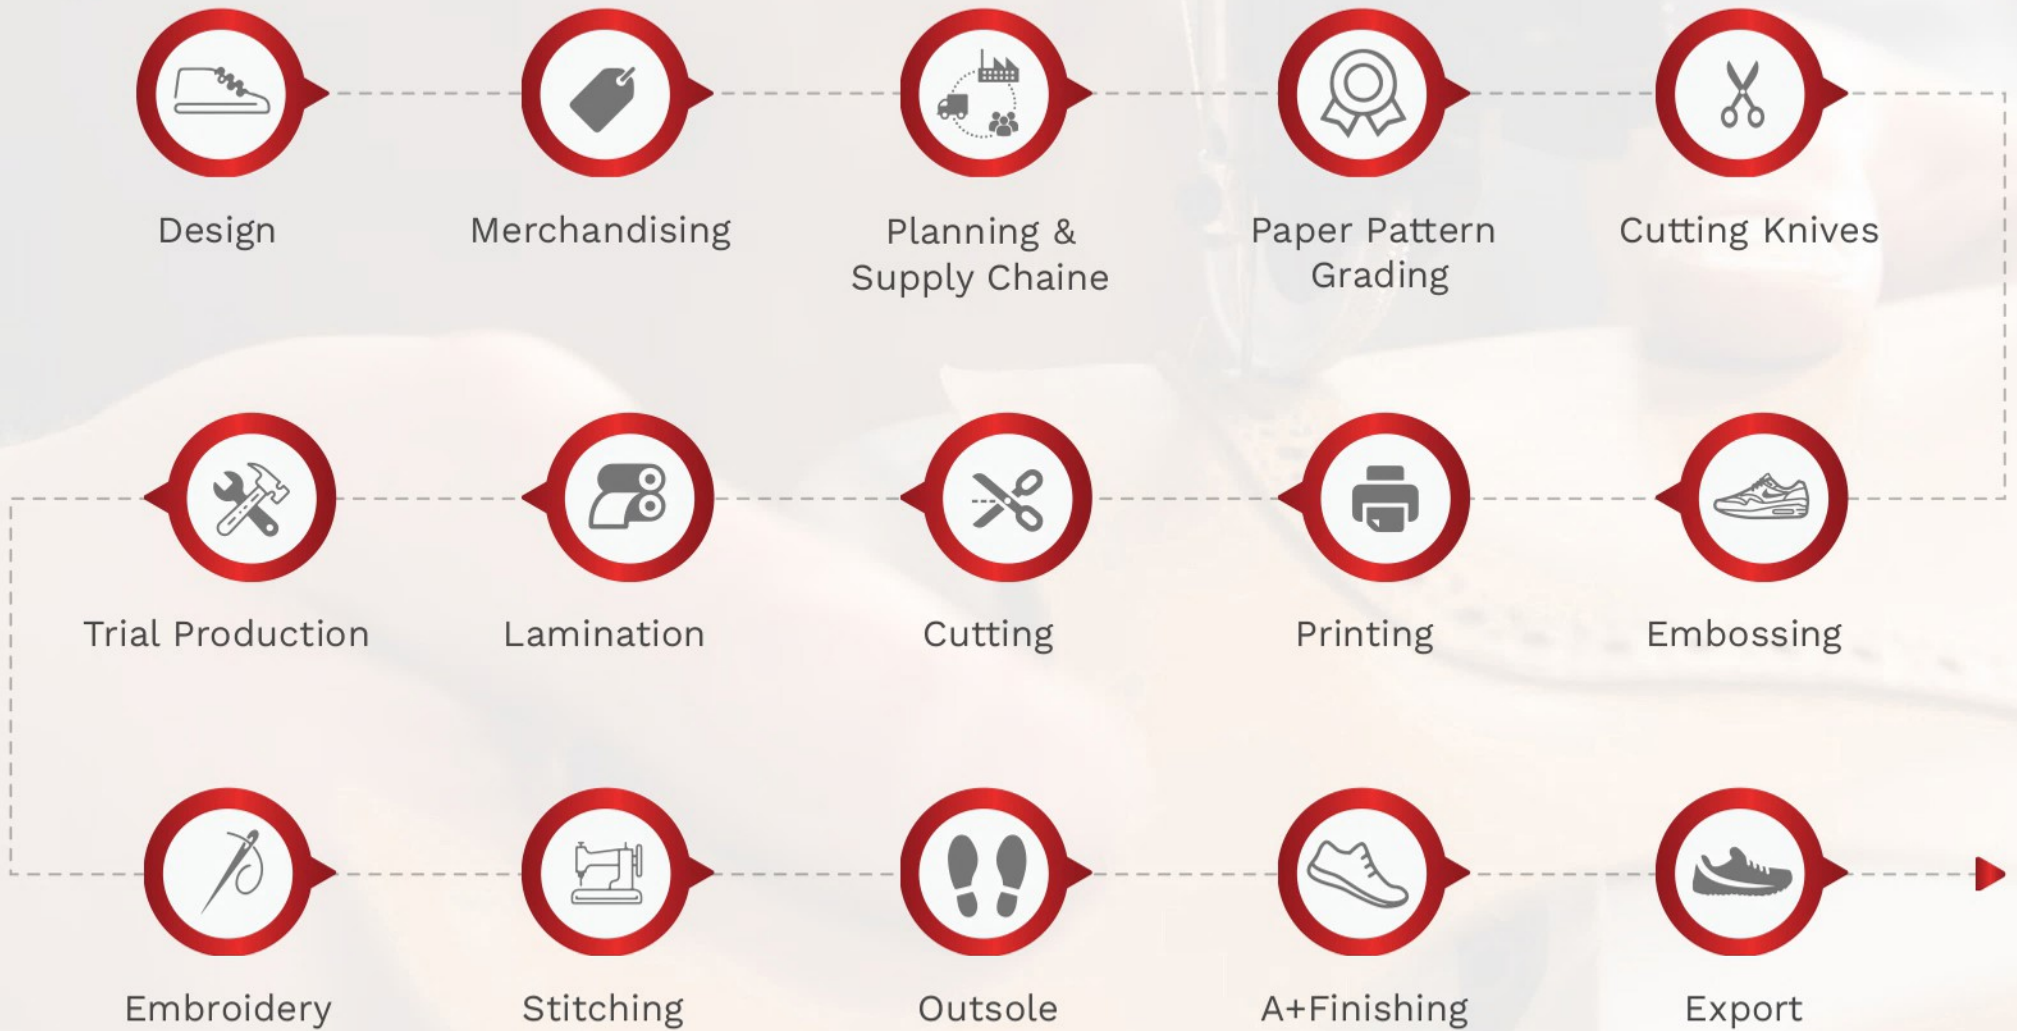 Design
Merchandising
Planning &
Supply Chaine
Paper Pattern
Grading
Cutting Knives
Trial Production
Lamination
Cutting
Printing
Embossing
Embroidery
Stitching
Outsole
A+Finishing
Export